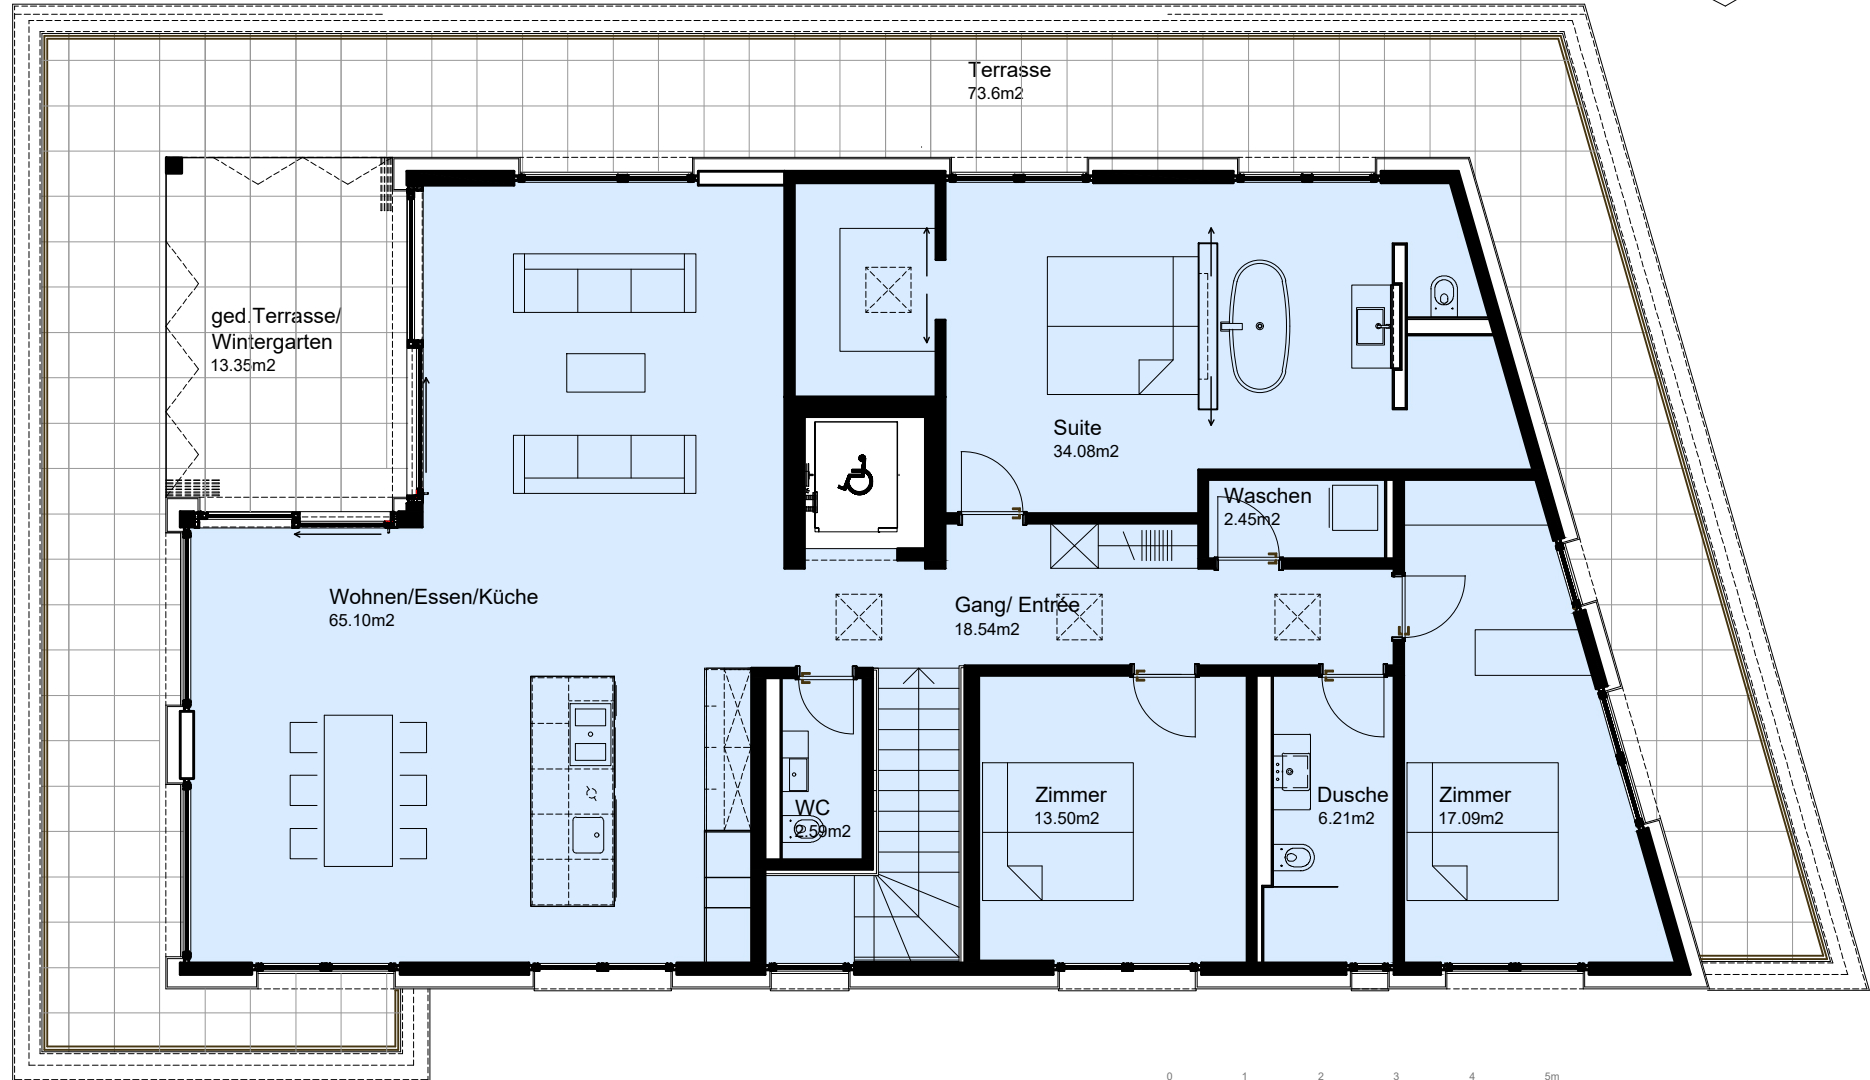 Terrasse
73.6m2
ged.Terrasse/
Wintergarten
13.35m2
Suite
34.08m2
Waschen
2.45m2
Wohnen/Essen/Küche
65.10m2
Gang/ Entrée
18.54m2
WC
2.59m2
Zimmer
13.50m2
Dusche
6.21m2
Zimmer
17.09m2
0 1 2 3 4 5m